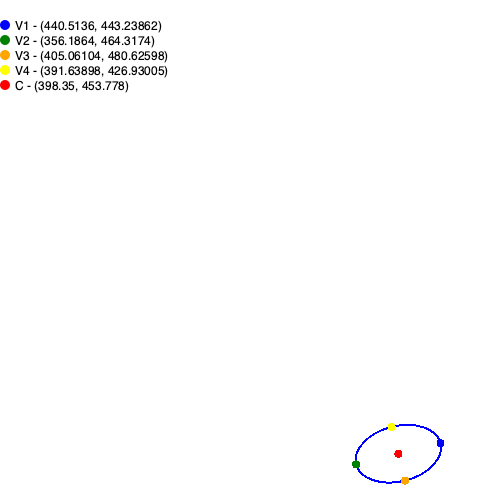 V1 - (440.5136, 443.23862)
V2 - (356.1864, 464.3174)
V3 - (405.06104, 480.62598)
V4 - (391.63898, 426.93005)
C - (398.35, 453.778)